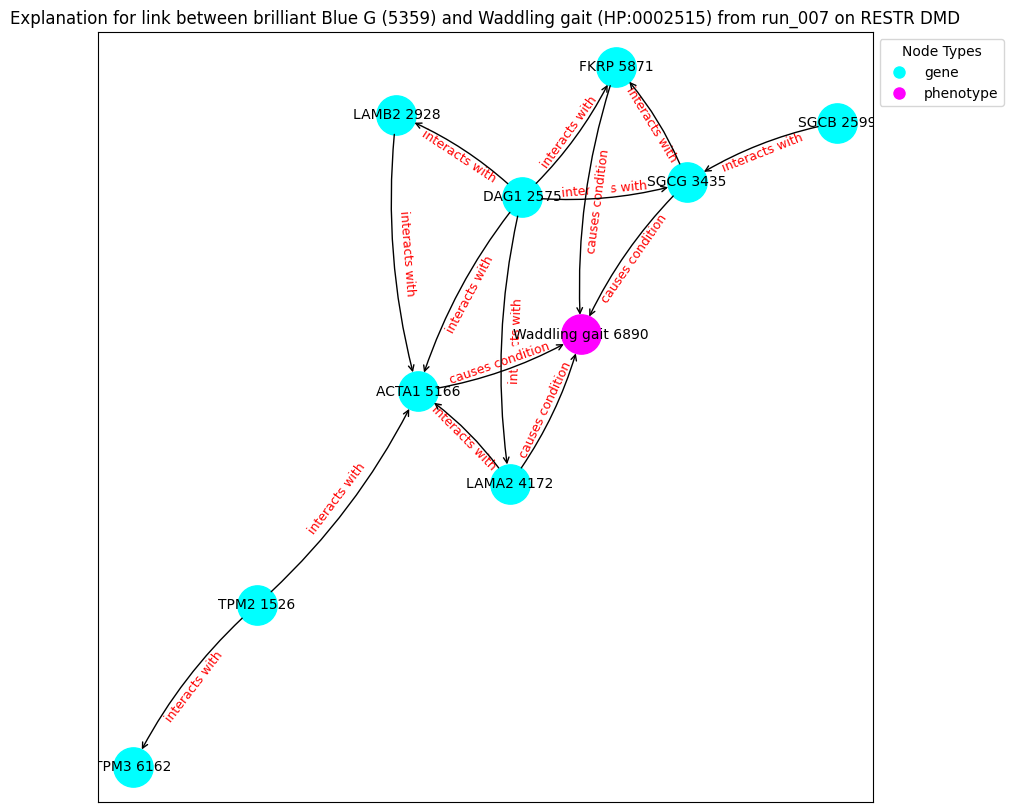 Explanation for link between brilliant Blue G (5359) and Waddling gait (HP:0002515) from run_007 on RESTR DMD
Node Types
gene
phenotype
FKRP 5871
LAMB2 2928
SGCB 2599
interacts with
interacts with
interacts with
interacts with
SGCG 3435
DAG1 2575
inter s with
causes condition
interacts with
causes condition
interacts with
Waddling gait 6890
causes condition
ACTA1 5166
causes condition
interacts with
LAMA2 4172
interacts with
TPM2 1526
interacts with
TPM3 6162